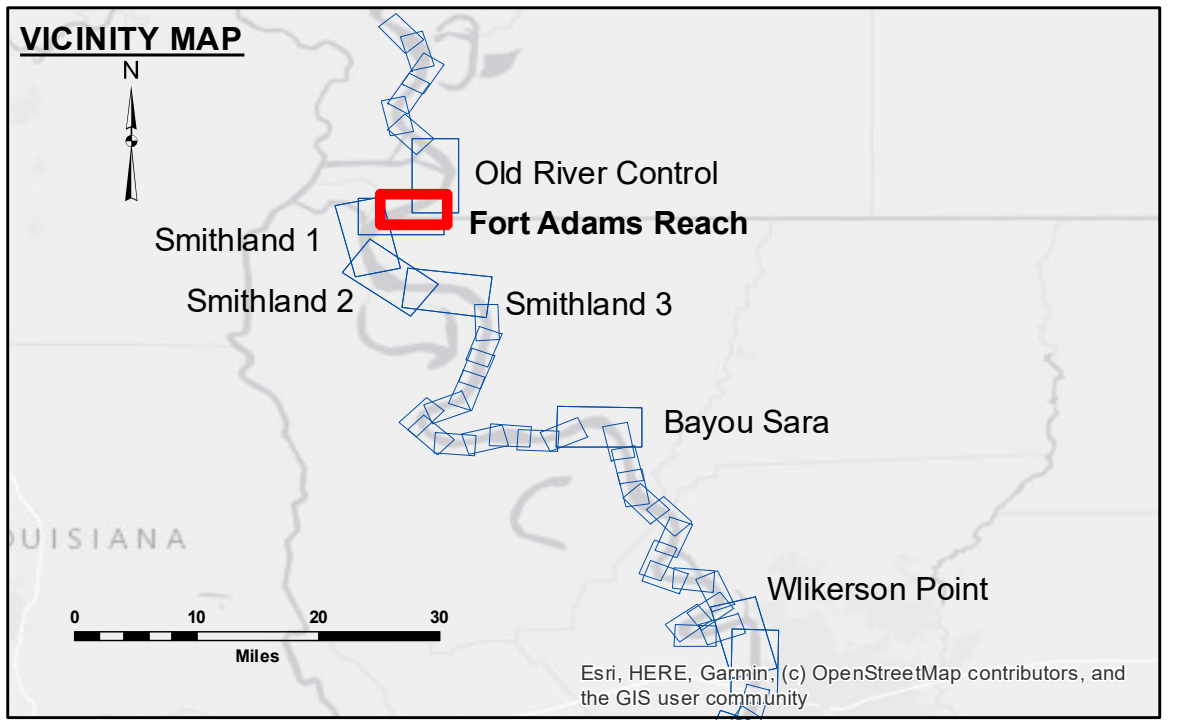 VICINITY MAP
N
Old River Control
Fort Adams Reach
Smithland 1
Smithland 2
Smithland 3
Bayou Sara
OUISIANA
Wlikerson Point
0 10 20 30
Miles
Esri, HERE, Garmin, (c) OpenStreetMap contributors, and
the GIS user community